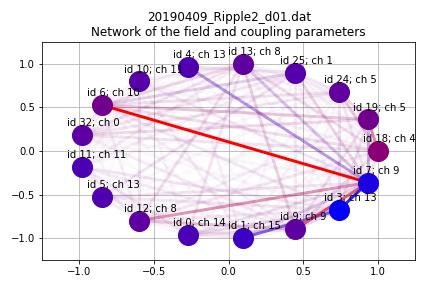 20190409_Ripple2_d01.dat
Network of the field and coupling parameters
id 4; ch 13
id 13; ch 8
id 25; ch 1
id 10; ch 11
id 24; ch 5
id 6; ch 10
id 19; ch 5
id 32; ch 0
id 18; ch 4
id 11; ch 11
id 7; ch 9
id 5; ch 13
id 3; ch 13
id 12; ch 8
id 9; ch 9
id 0; ch 14
id 1; ch 15
1.0
0.5
0.0
−0.5
−1.0
−1.0
−0.5
0.0
0.5
1.0